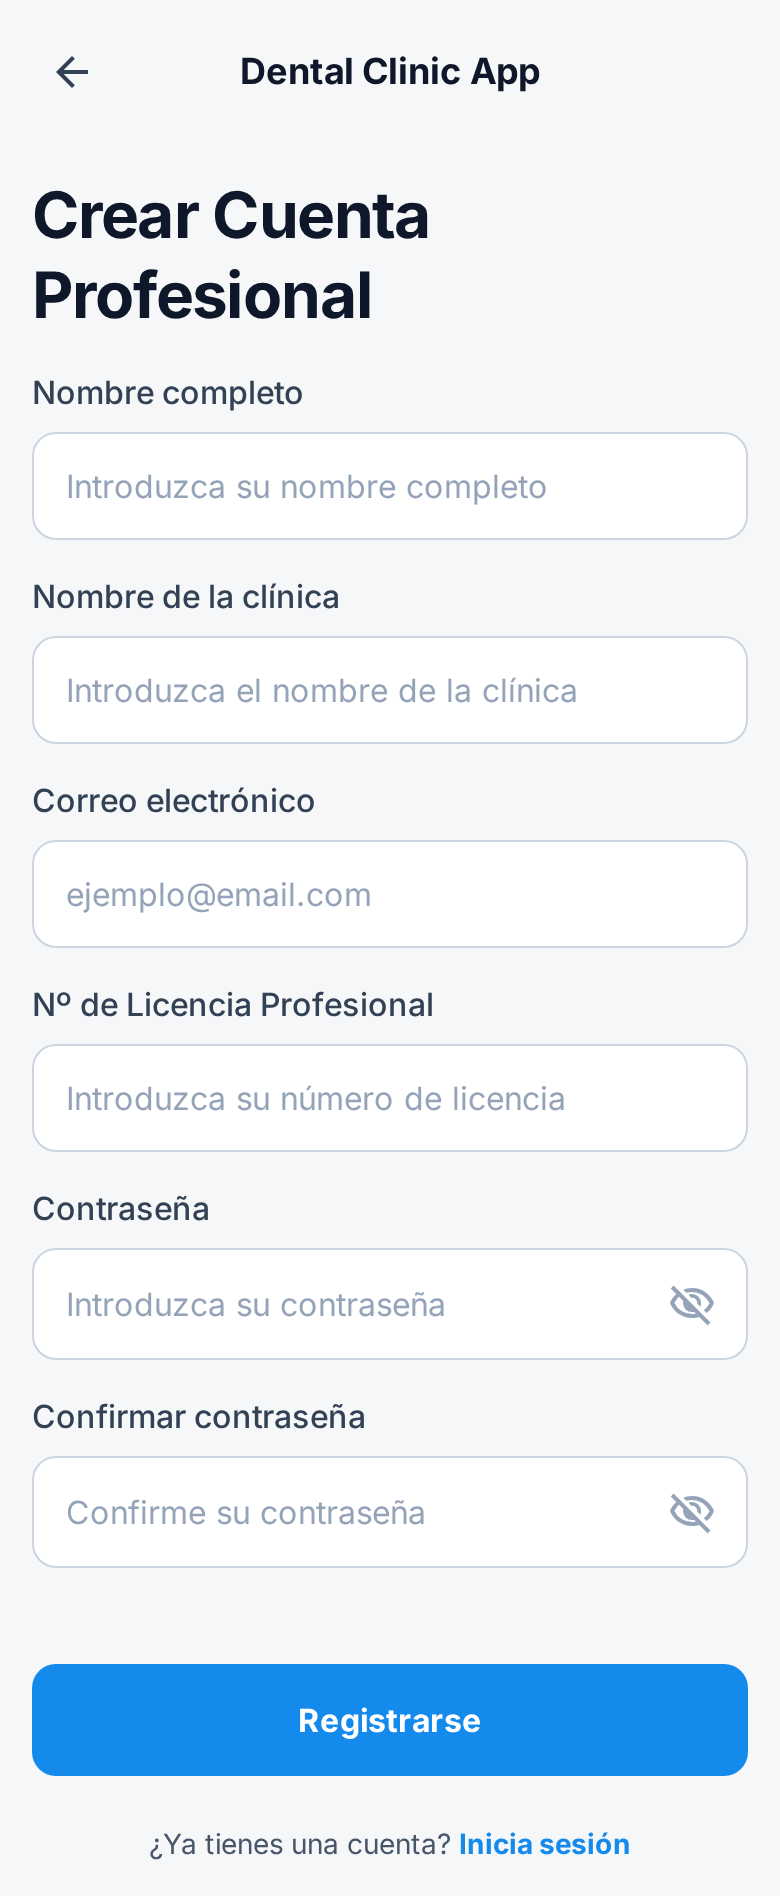 Dental Clinic App
Crear Cuenta
Profesional
Nombre completo
Introduzca su nombre completo
Nombre de la clínica
Introduzca el nombre de la clínica
Correo electrónico
ejemplo@email.com
Nº de Licencia Profesional
Introduzca su número de licencia
Contraseña
Introduzca su contraseña
Confirmar contraseña
Confirme su contraseña
Registrarse
¿Ya tienes una cuenta? Inicia sesión